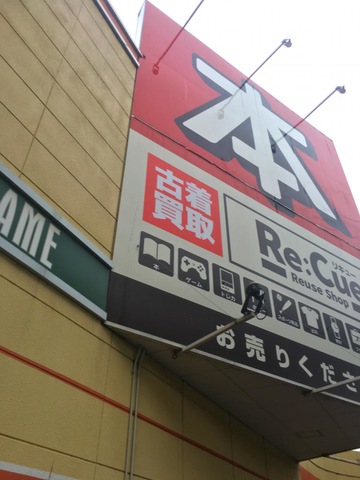 本
古着
買取
リキュー
Re:Cue
Reuse Shop
本
ゲーム
トレカ
お売りくださ
GAME